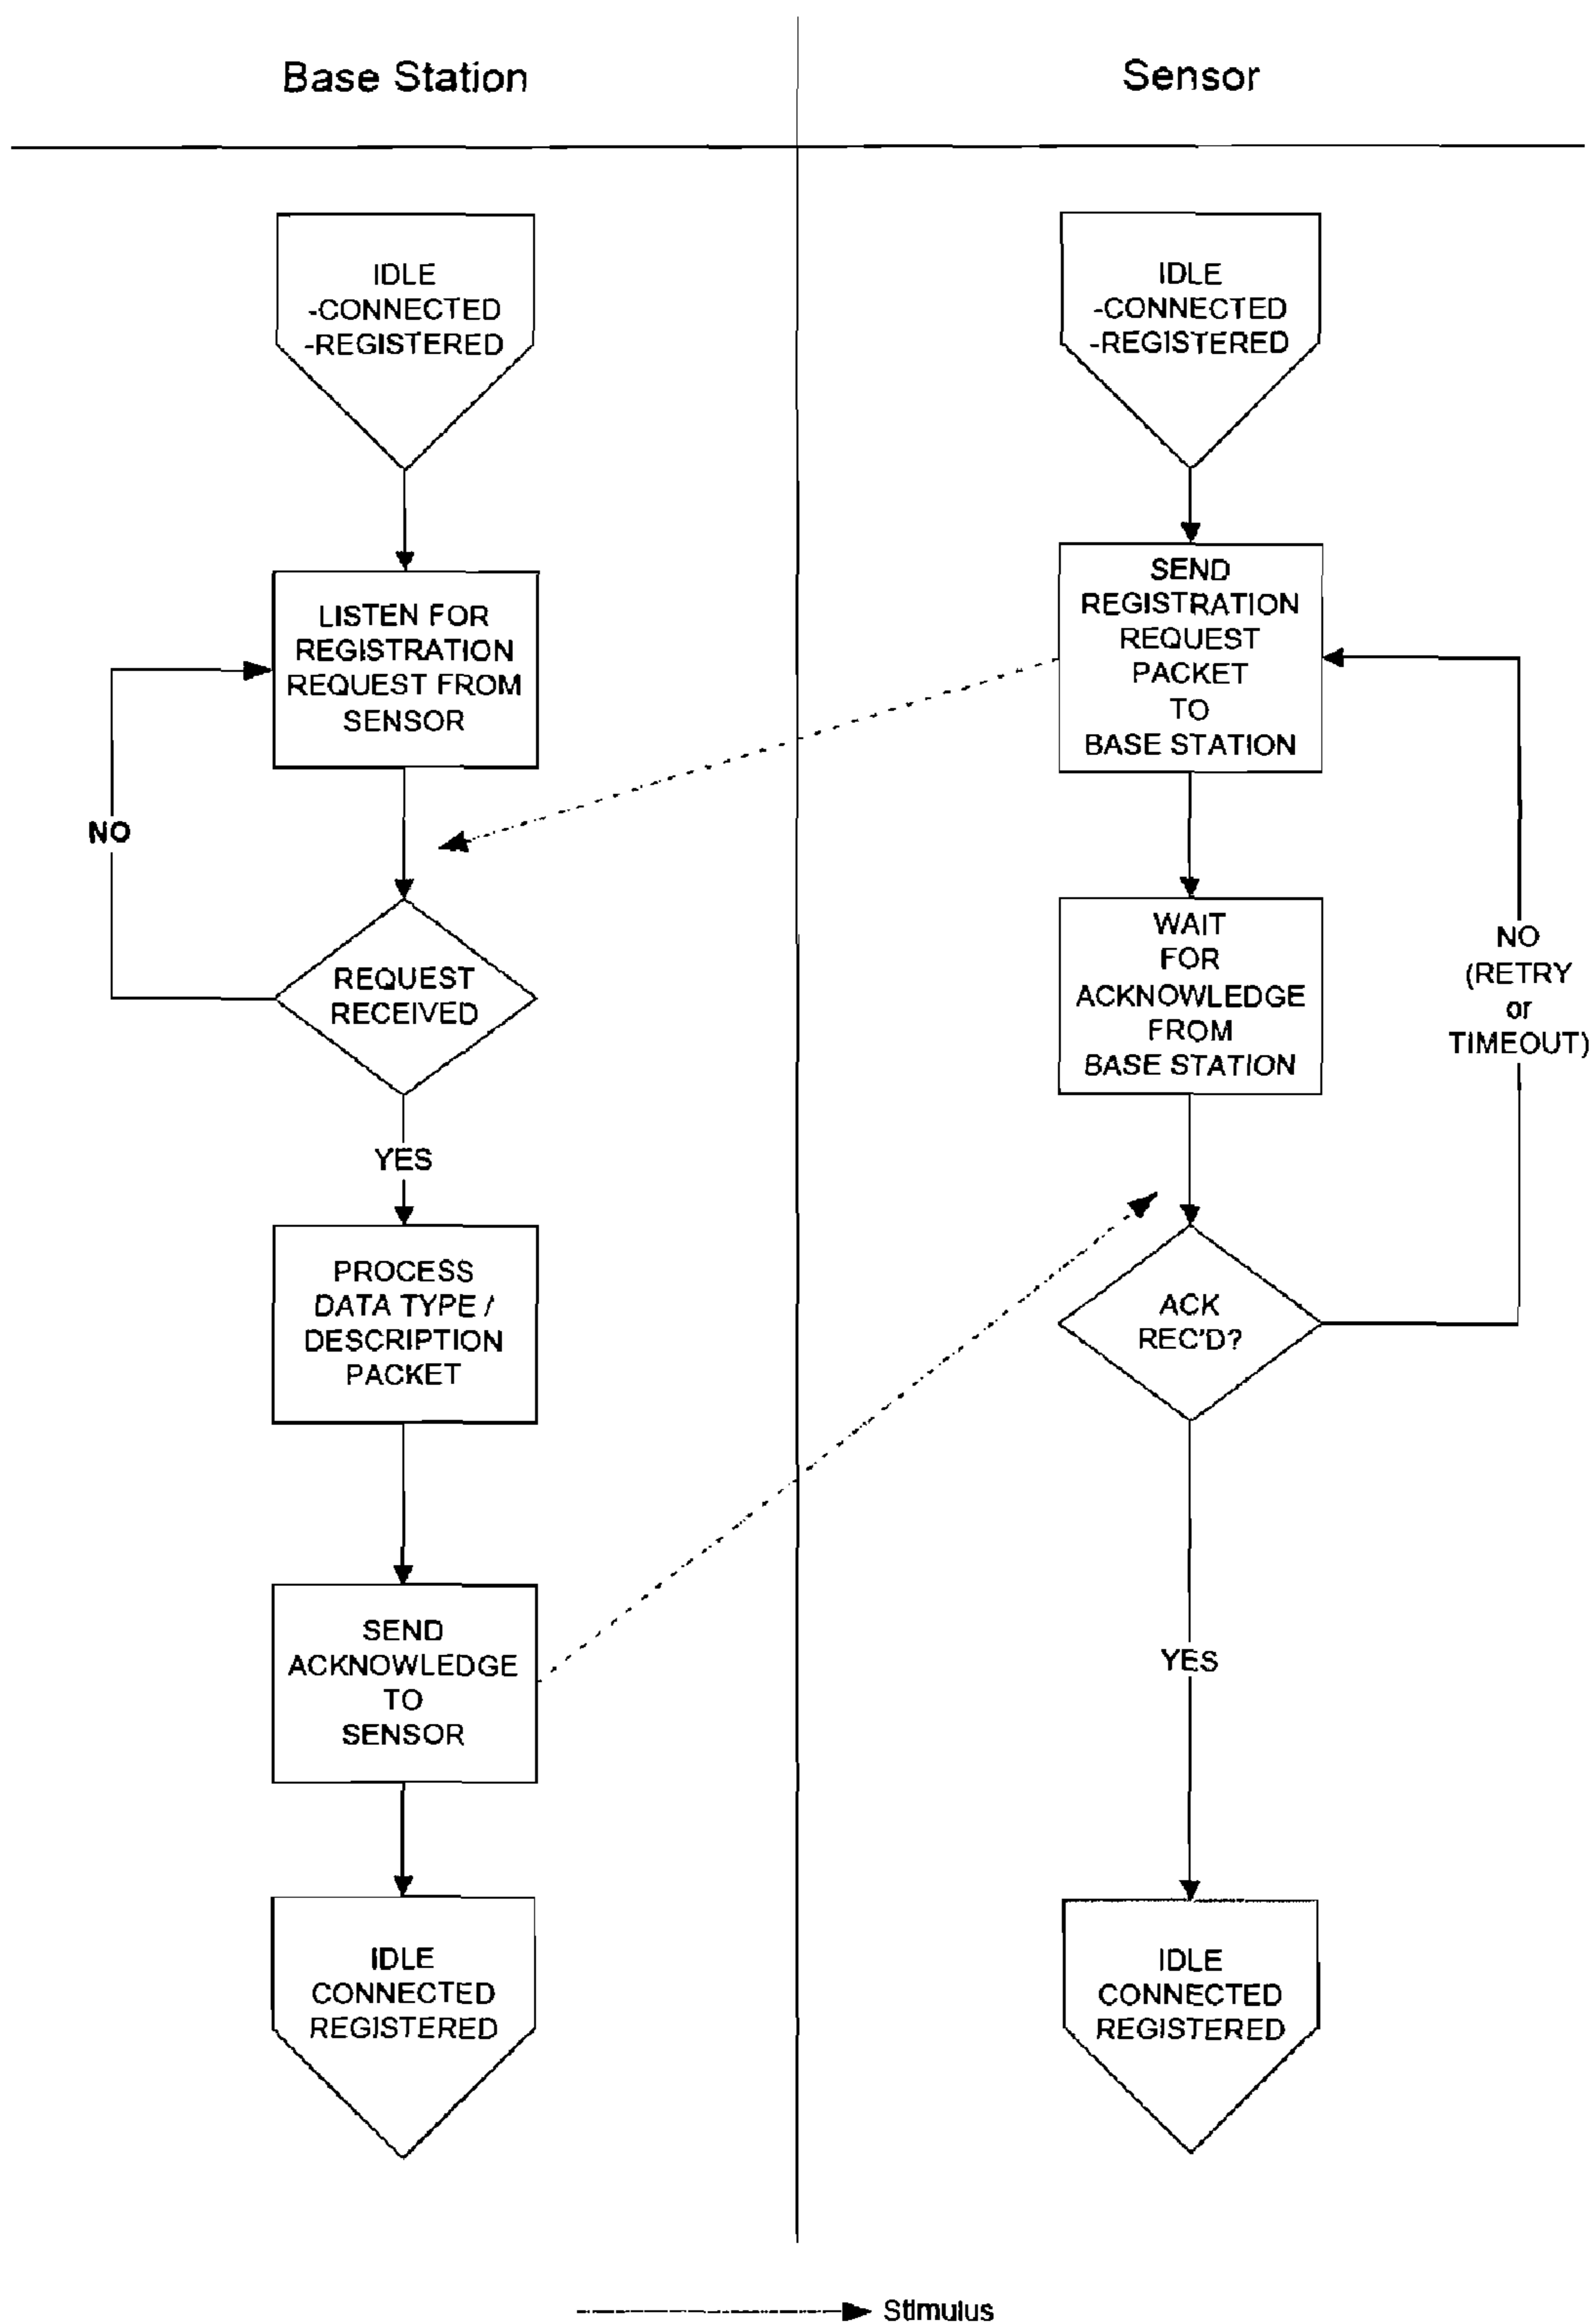 Base Station
Sensor
IDLE
-CONNECTED
-REGISTERED
LISTEN FOR
REGISTRATION
REQUEST FROM
SENSOR
NO
REQUEST
RECEIVED
YES
PROCESS
DATA TYPE /
DESCRIPTION
PACKET
SEND
ACKNOWLEDGE
TO
SENSOR
IDLE
CONNECTED
REGISTERED
IDLE
-CONNECTED
-REGISTERED
SEND
REGISTRATION
REQUEST
PACKET
TO
BASE STATION
WAIT
FOR
ACKNOWLEDGE
FROM
BASE STATION
NO
(RETRY
or
TIMEOUT)
ACK
REC'D?
YES
IDLE
CONNECTED
REGISTERED
Stimulus